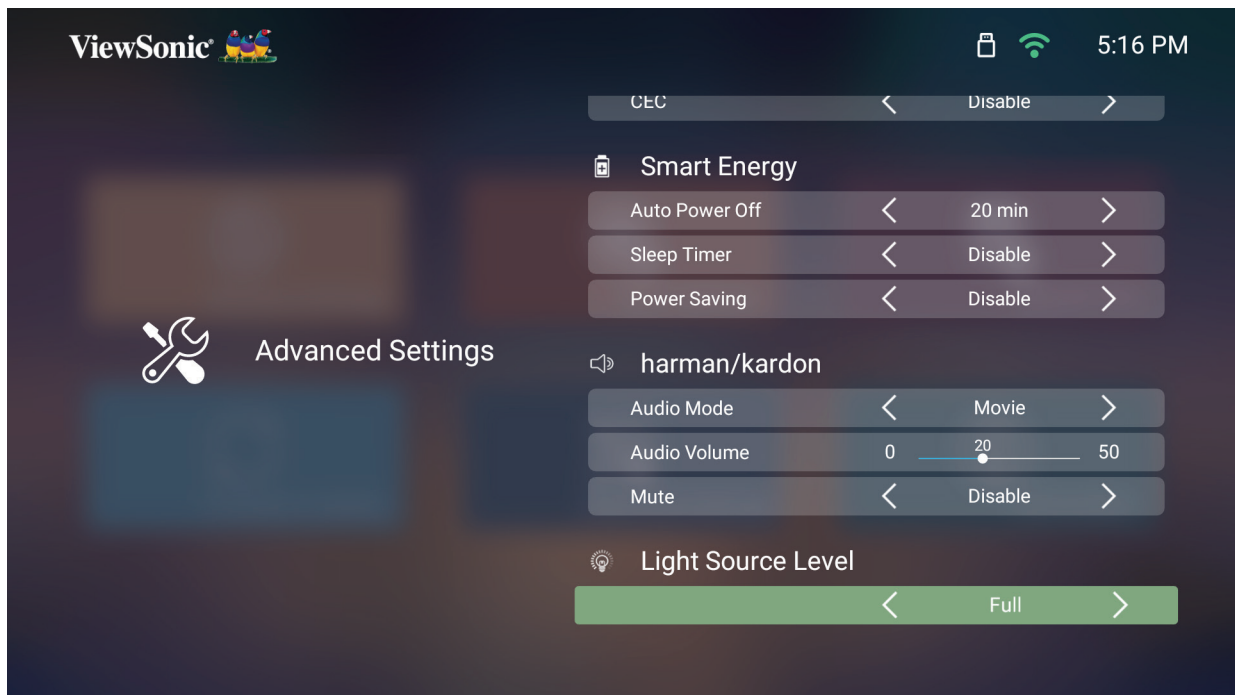 ViewSonic®
5:16 PM
CEC Disable
Smart Energy
Auto Power Off 20 min
Sleep Timer Disable
Power Saving Disable
Advanced Settings
harman/kardon
Audio Mode Movie
Audio Volume 0 20 50
Mute Disable
Light Source Level
Full